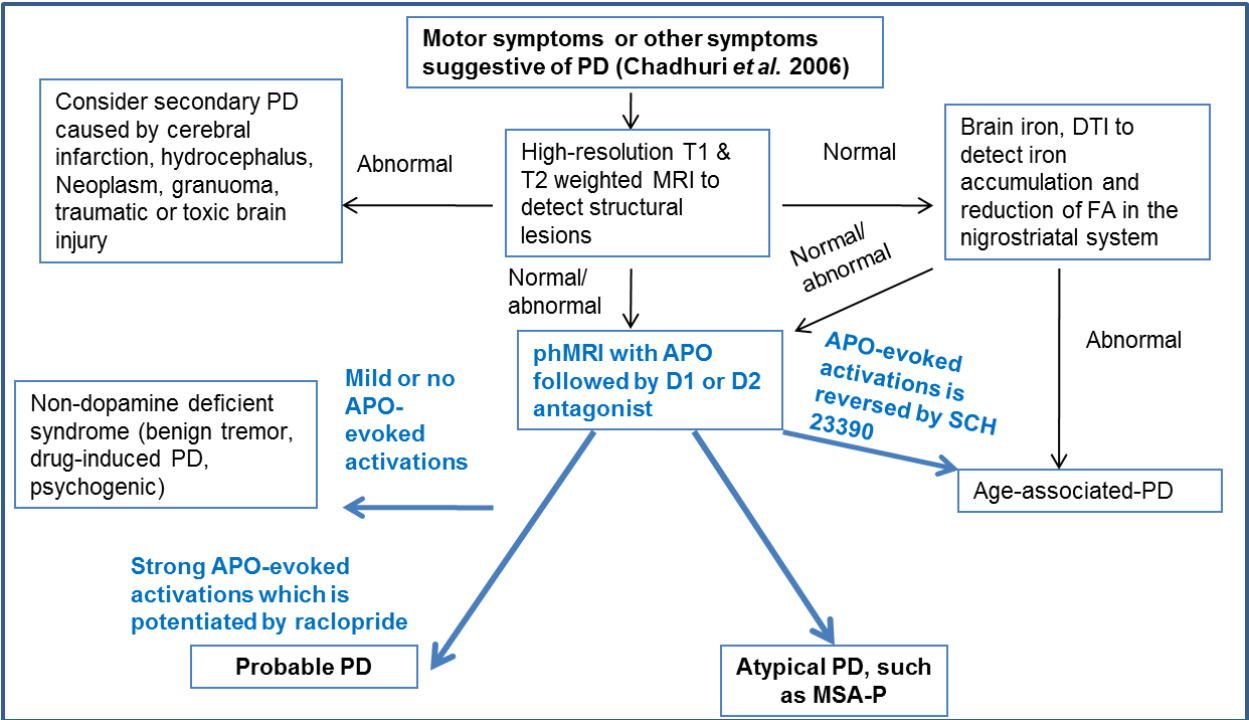 Motor symptoms or other symptoms
suggestive of PD (Chadhuri et al. 2006)
Consider secondary PD
caused by cerebral
infarction, hydrocephalus,
Neoplasm, granuoma,
traumatic or toxic brain
injury
Abnormal
High-resolution T1 &
T2 weighted MRI to
detect structural
lesions
Normal
Brain iron, DTI to
detect iron
accumulation and
reduction of FA in the
nigrostriatal system
Normal/
abnormal
Normal/
abnormal
Abnormal
phMRI with APO
followed by D1 or D2
antagonist
APO-evoked
activations is
reversed by SCH
23390
Mild or no
APO-
evoked
activations
Non-dopamine deficient
syndrome (benign tremor,
drug-induced PD,
psychogenic)
Age-associated-PD
Strong APO-evoked
activations which is
potentiated by raclopride
Probable PD
Atypical PD, such
as MSA-P